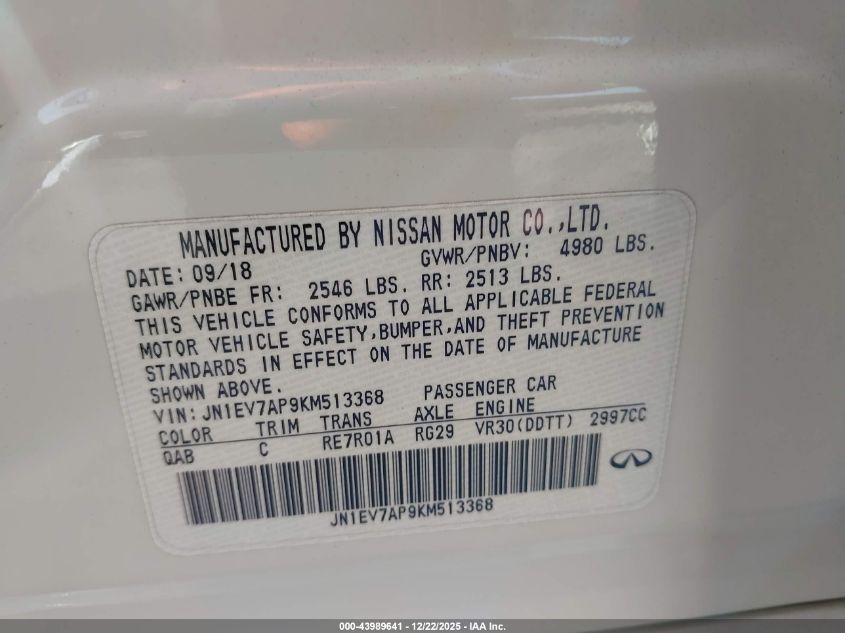 MANUFACTURED BY NISSAN MOTOR CO.,LTD.
DATE: 09/18 GVWR/PNBV: 4980 LBS.
GAWR/PNBE FR: 2546 LBS. RR: 2513 LBS.
THIS VEHICLE CONFORMS TO ALL APPLICABLE FEDERAL
MOTOR VEHICLE SAFETY,BUMPER,AND THEFT PREVENTION
STANDARDS IN EFFECT ON THE DATE OF MANUFACTURE
SHOWN ABOVE.
VIN: JN1EV7AP9KM513368 PASSENGER CAR
COLOR TRIM TRANS AXLE ENGINE
QAB C RE7R01A RG29 VR30(DDTT) 2997CC
JN1EV7AP9KM513368
000-43989641 - 12/22/2025 - IAA Inc.